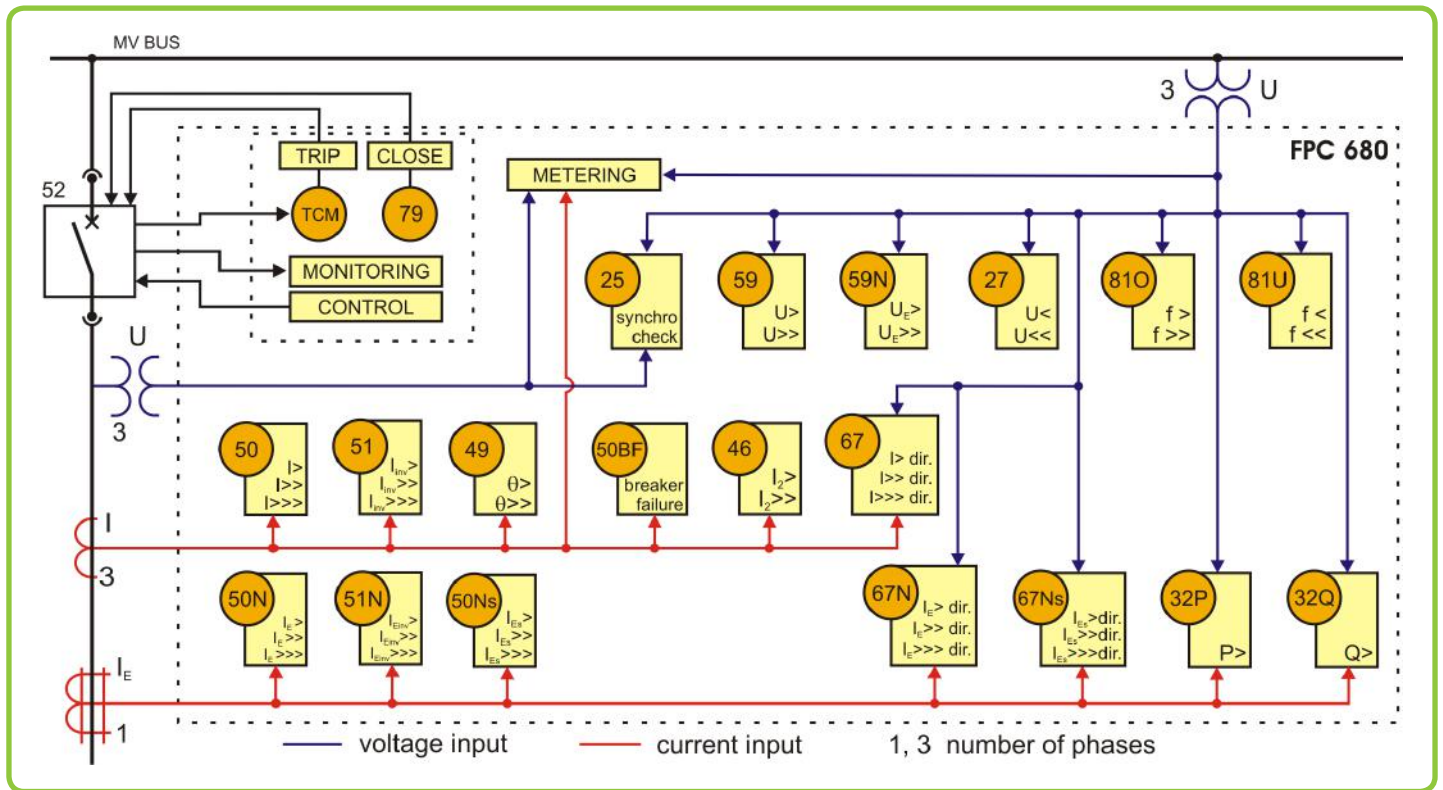 MV BUS
3 U
FPC 680
TRIP CLOSE
METERING
52
TCM 79
MONITORING
CONTROL
25
synchro
check
59
U>
U>>
59N
UE>
UE>>
27
U<
U<<
81O
f >
f >>
81U
f <
f <<
U
3
50
I>
I>>
I>>>
51
Iinv>
Iinv>>
Iinv>>>
49
θ>
θ>>
50BF
breaker
failure
46
I2>
I2>>
67
I> dir.
I>> dir.
I>>> dir.
I
3
50N
IE>
IE>>
IE>>>
51N
IEinv>
IEinv>>
IEinv>>>
50Ns
IEs>
IEs>>
IEs>>>
67N
IE> dir.
IE>> dir.
IE>>> dir.
67Ns
IEs>dir.
IEs>>dir.
IEs>>>dir.
32P
P>
32Q
Q>
IE
1
voltage input current input 1, 3 number of phases